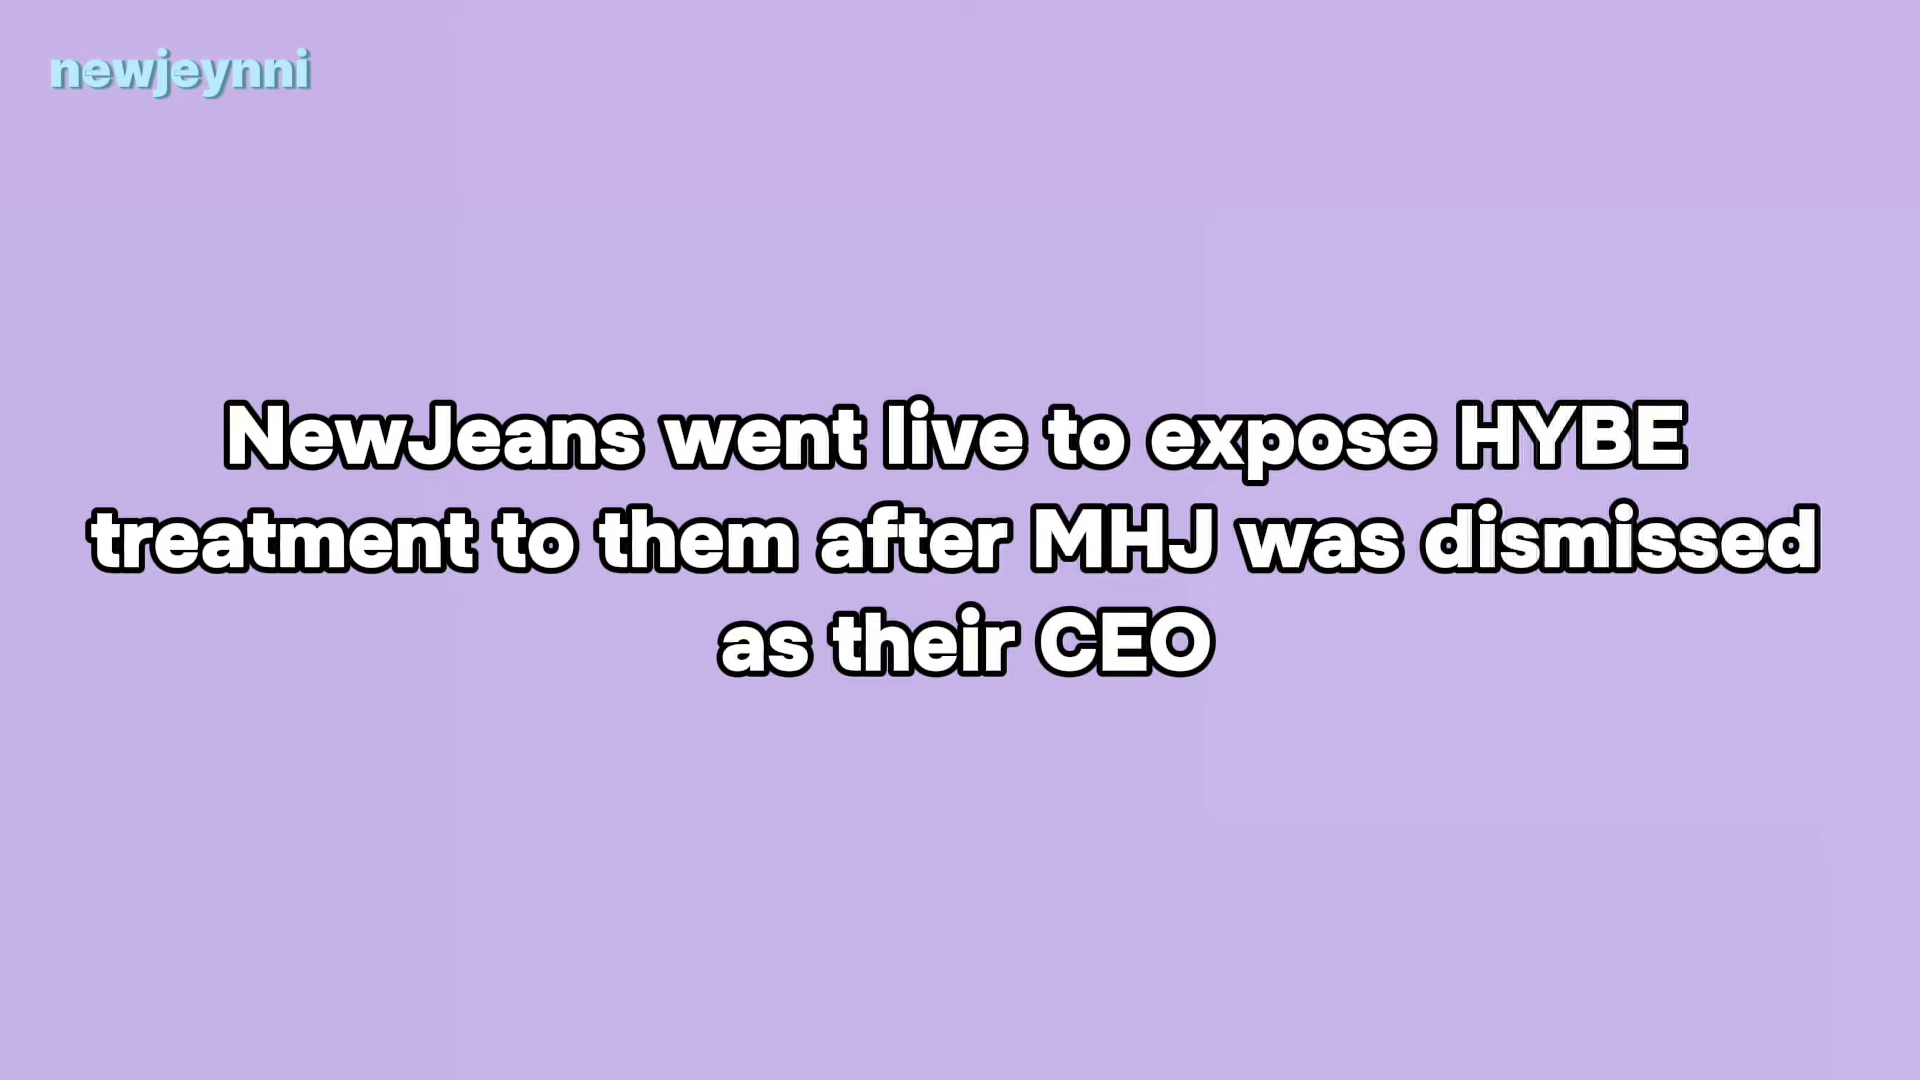 newjeynni
NewJeans went live to expose HYBE
treatment to them after MHJ was dismissed
as their CEO